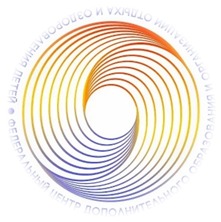 ФЕДЕРАЛЬНЫЙ ЦЕНТР ДОПОЛНИТЕЛЬНОГО ОБРАЗОВАНИЯ И ОРГАНИЗАЦИИ ОТДЫХА И ОЗДОРОВЛЕНИЯ ДЕТЕЙ